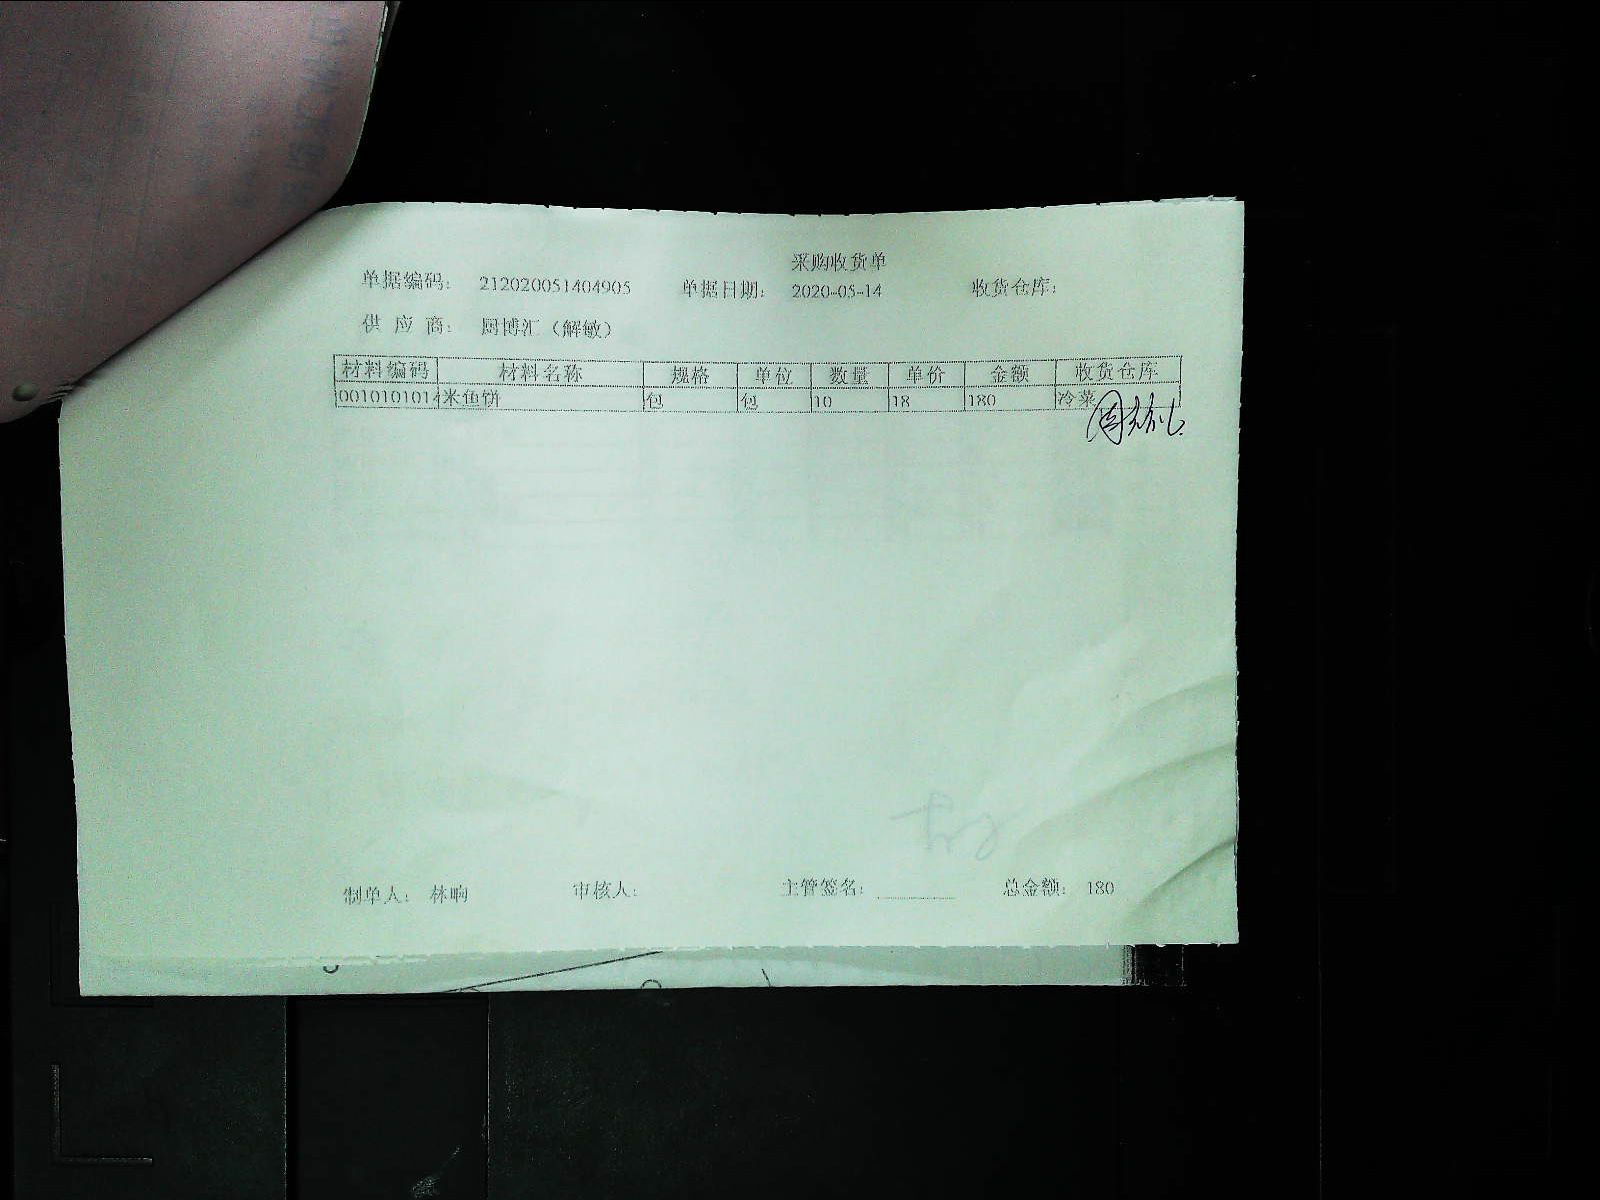 采购收货单
单据编码: 212020051404905 单据日期: 2020-05-14 收货仓库:
供 应 商: 厨博汇（解敏）
材料编码 材料名称 规格 单位 数量 单价 金额 收货仓库
0010101014 米鱼饼 包 包 10 18 180 冷菜
制单人: 林晌 审核人: 主管签名: 总金额: 180